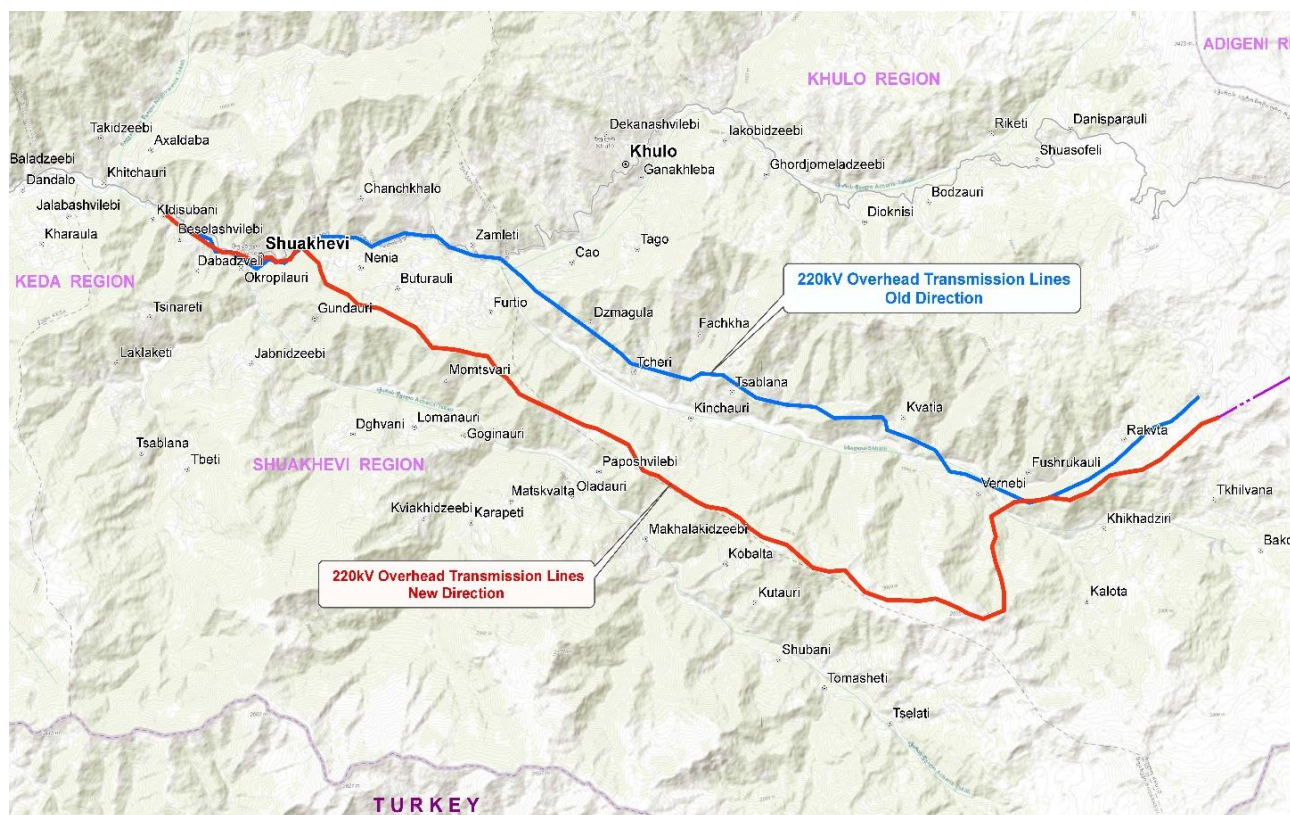 ADIGENI RE
KHULO REGION
Dekanashvilebi
Iakobidzeebi
Riketi
Danisparauli
Takidzeebi
Axaldaba
Khulo
Shuasofeli
Baladzeebi
Ganakhleba
Ghordjomeladzeebi
Khitchauri
Dandalo
Chanchkhalo
Bodzauri
Jalabashvilebi
Kldisubani
Dioknisi
Kharaula
Beselashvilebi
Shuakhevi
Zamleti
Tago
Cao
Nenia
Dabadzveli
Okropilauri
KEDA REGION
Buturauli
220kV Overhead Transmission Lines
Old Direction
Tsinareti
Gundauri
Furtio
Dzmagula
Fachkha
Laklaketi
Jabnidzeebi
Tcheri
Momtsvari
Tsablana
Kinchauri
Kvatia
Lomanauri
Dghvani
Goginauri
Rakvta
Tsablana
Tbeti
SHUAKHEVI REGION
Paposhvilebi
Fushrukauli
Oladauri
Matskvalta
Vernebi
Tkhilvana
Kviakhidzeebi
Karapeti
Makhalakidzeebi
Khikhadziri
Bako
Kobalta
220kV Overhead Transmission Lines
New Direction
Kutauri
Kalota
Shubani
Tomasheti
Tselati
TURKEY